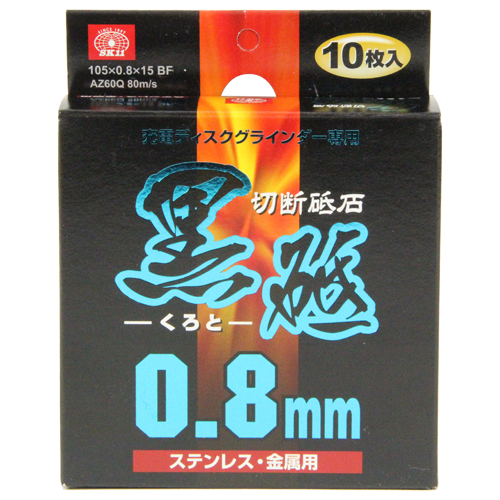 SK11
10枚入
105×0.8×15 BF
AZ60Q 80m/s
充電ディスクグラインダー専用
切断砥石
黒砥
くろと
0.8mm
ステンレス・金属用